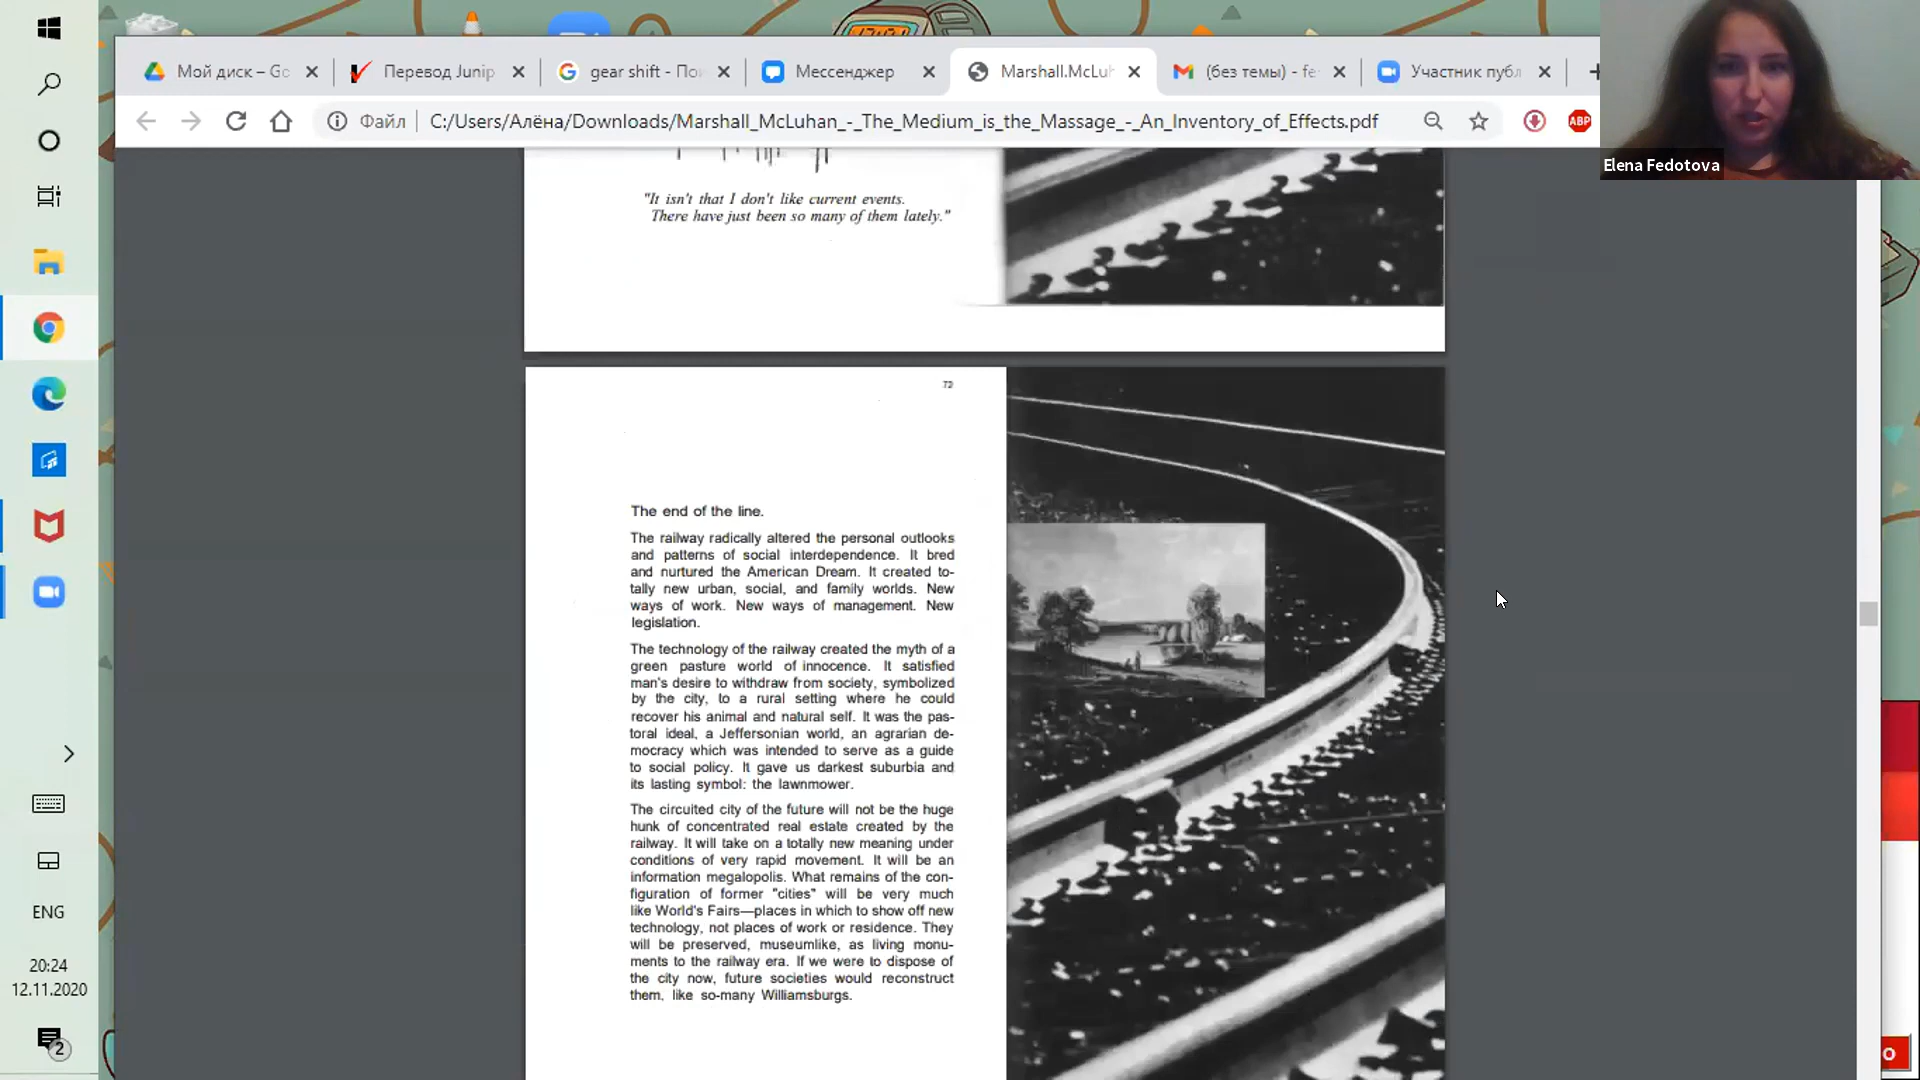 Мой диск – Go
Перевод Junip
gear shift - Пои
Мессенджер
Marshall.McLuh
(без темы) - fe
Участник публ
Файл
C:/Users/Алёна/Downloads/Marshall_McLuhan_-_The_Medium_is_the_Massage_-_An_Inventory_of_Effects.pdf
ABP
Elena Fedotova
"It isn't that I don't like current events.
There have just been so many of them lately."
72
The end of the line.
The railway radically altered the personal outlooks
and patterns of social interdependence. It bred
and nurtured the American Dream. It created to-
tally new urban, social, and family worlds. New
ways of work. New ways of management. New
legislation.
The technology of the railway created the myth of a
green pasture world of innocence. It satisfied
man's desire to withdraw from society, symbolized
by the city, to a rural setting where he could
recover his animal and natural self. It was the pas-
toral ideal, a Jeffersonian world, an agrarian de-
mocracy which was intended to serve as a guide
to social policy. It gave us darkest suburbia and
its lasting symbol: the lawnmower.
The circuited city of the future will not be the huge
hunk of concentrated real estate created by the
railway. It will take on a totally new meaning under
conditions of very rapid movement. It will be an
information megalopolis. What remains of the con-
figuration of former "cities" will be very much
like World's Fairs—places in which to show off new
technology, not places of work or residence. They
will be preserved, museumlike, as living monu-
ments to the railway era. If we were to dispose of
the city now, future societies would reconstruct
them, like so-many Williamsburgs.
ENG
20:24
12.11.2020
2